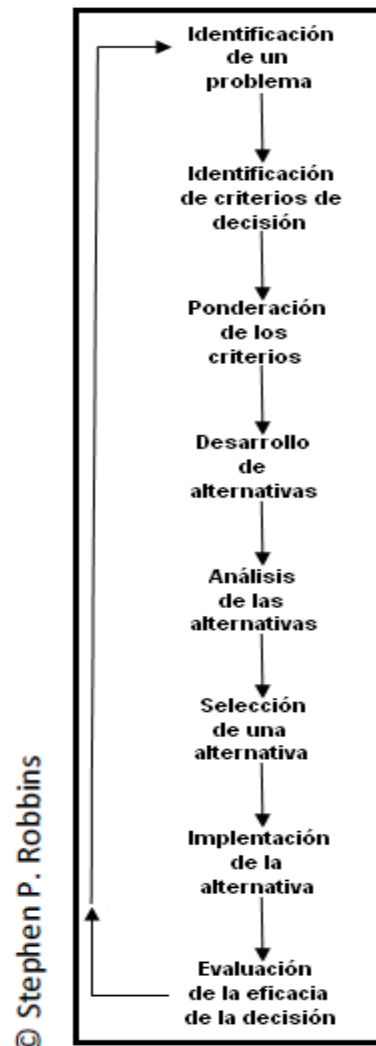 Identificación
de un
problema
Identificación
de criterios de
decisión
Ponderación
de los
criterios
Desarrollo
de
alternativas
Análisis
de las
alternativas
Selección
de una
alternativa
Implentación
de la
alternativa
Evaluación
de la eficacia
de la decisión
© Stephen P. Robbins